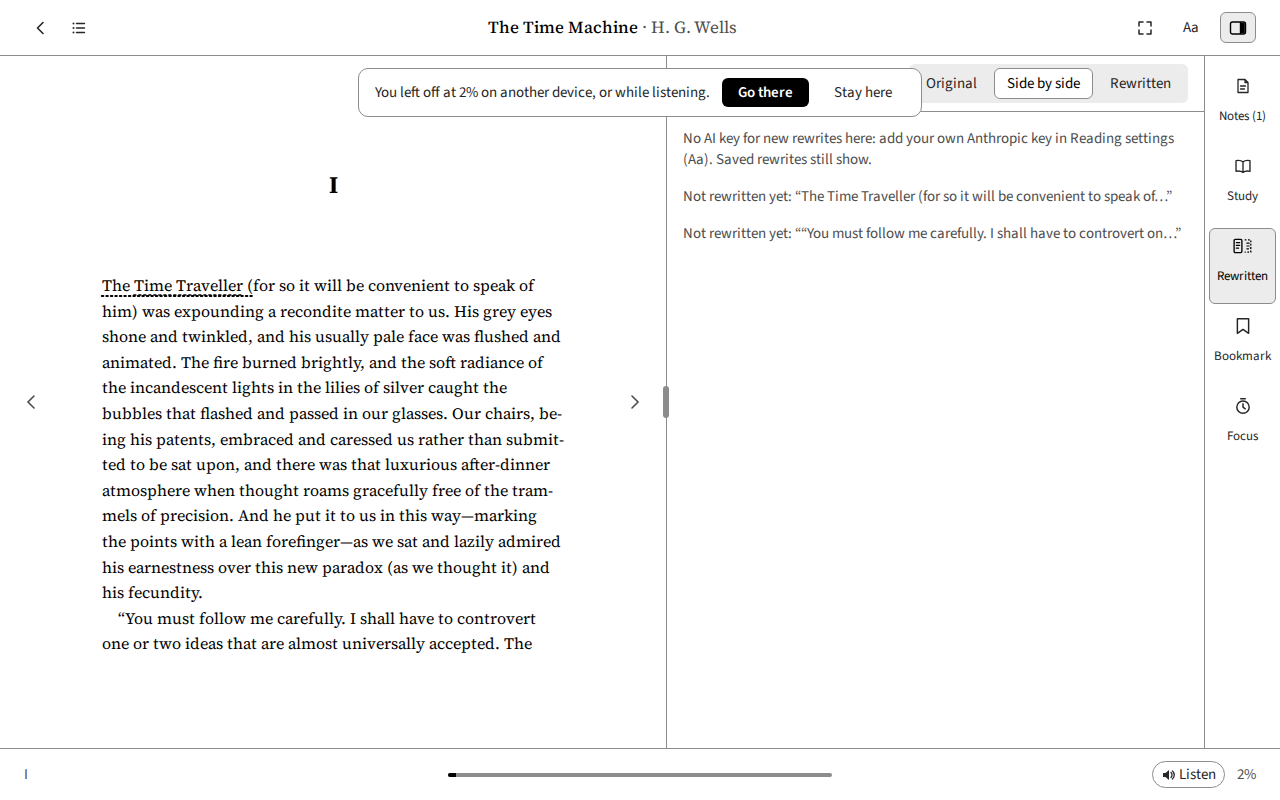 The Time Machine · H. G. Wells
Aa
You left off at 2% on another device, or while listening.
Go there
Stay here
Original
Side by side
Rewritten
I
The Time Traveller (for so it will be convenient to speak of
him) was expounding a recondite matter to us. His grey eyes
shone and twinkled, and his usually pale face was flushed and
animated. The fire burned brightly, and the soft radiance of
the incandescent lights in the lilies of silver caught the
bubbles that flashed and passed in our glasses. Our chairs, be-
ing his patents, embraced and caressed us rather than submit-
ted to be sat upon, and there was that luxurious after-dinner
atmosphere when thought roams gracefully free of the tram-
mels of precision. And he put it to us in this way—marking
the points with a lean forefinger—as we sat and lazily admired
his earnestness over this new paradox (as we thought it) and
his fecundity.
“You must follow me carefully. I shall have to controvert
one or two ideas that are almost universally accepted. The
No AI key for new rewrites here: add your own Anthropic key in Reading settings
(Aa). Saved rewrites still show.
Not rewritten yet: “The Time Traveller (for so it will be convenient to speak of…”
Not rewritten yet: ““You must follow me carefully. I shall have to controvert on…”
Notes (1)
Study
Rewritten
Bookmark
Focus
I
Listen
2%